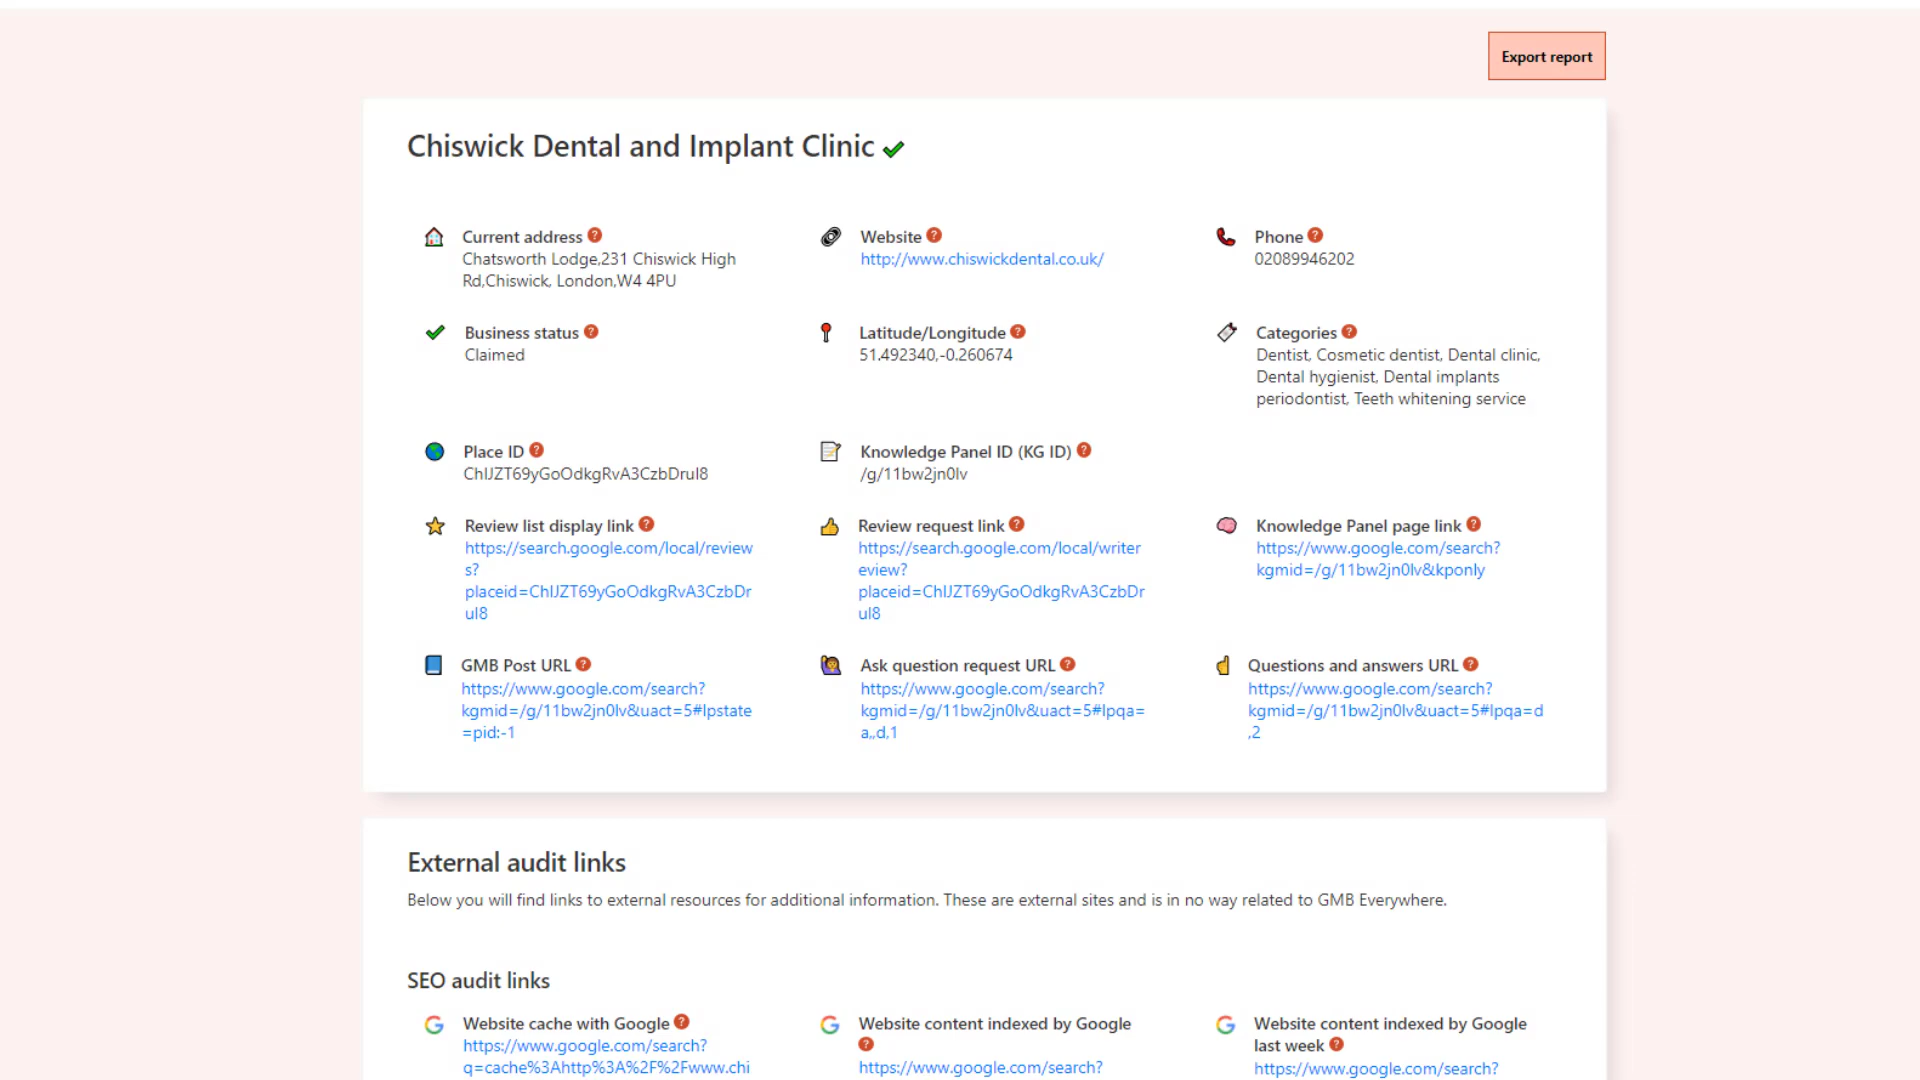 Export report
Chiswick Dental and Implant Clinic
Current address
Chatsworth Lodge,231 Chiswick High
Rd,Chiswick, London,W4 4PU
Website
http://www.chiswickdental.co.uk/
Phone
02089946202
Business status
Claimed
Latitude/Longitude
51.492340,-0.260674
Categories
Dentist, Cosmetic dentist, Dental clinic,
Dental hygienist, Dental implants
periodontist, Teeth whitening service
Place ID
ChIJZT69yGoOdkgRvA3CzbDruI8
Knowledge Panel ID (KG ID)
/g/11bw2jn0lv
Review list display link
https://search.google.com/local/review
s?
placeid=ChIJZT69yGoOdkgRvA3CzbDr
uI8
Review request link
https://search.google.com/local/writer
eview?
placeid=ChIJZT69yGoOdkgRvA3CzbDr
uI8
Knowledge Panel page link
https://www.google.com/search?
kgmid=/g/11bw2jn0lv&kponly
GMB Post URL
https://www.google.com/search?
kgmid=/g/11bw2jn0lv&uact=5#lpstate
=pid:-1
Ask question request URL
https://www.google.com/search?
kgmid=/g/11bw2jn0lv&uact=5#lpqa=
a,,d,1
Questions and answers URL
https://www.google.com/search?
kgmid=/g/11bw2jn0lv&uact=5#lpqa=d
,2
External audit links
Below you will find links to external resources for additional information. These are external sites and is in no way related to GMB Everywhere.
SEO audit links
Website cache with Google
https://www.google.com/search?
q=cache%3Ahttp%3A%2F%2Fwww.chi
Website content indexed by Google
https://www.google.com/search?
Website content indexed by Google
last week
https://www.google.com/search?